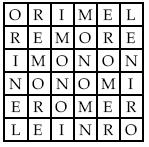 O R I M E L
R E M O R E
I M O N O N
N O N O M I
E R O M E R
L E I N R O